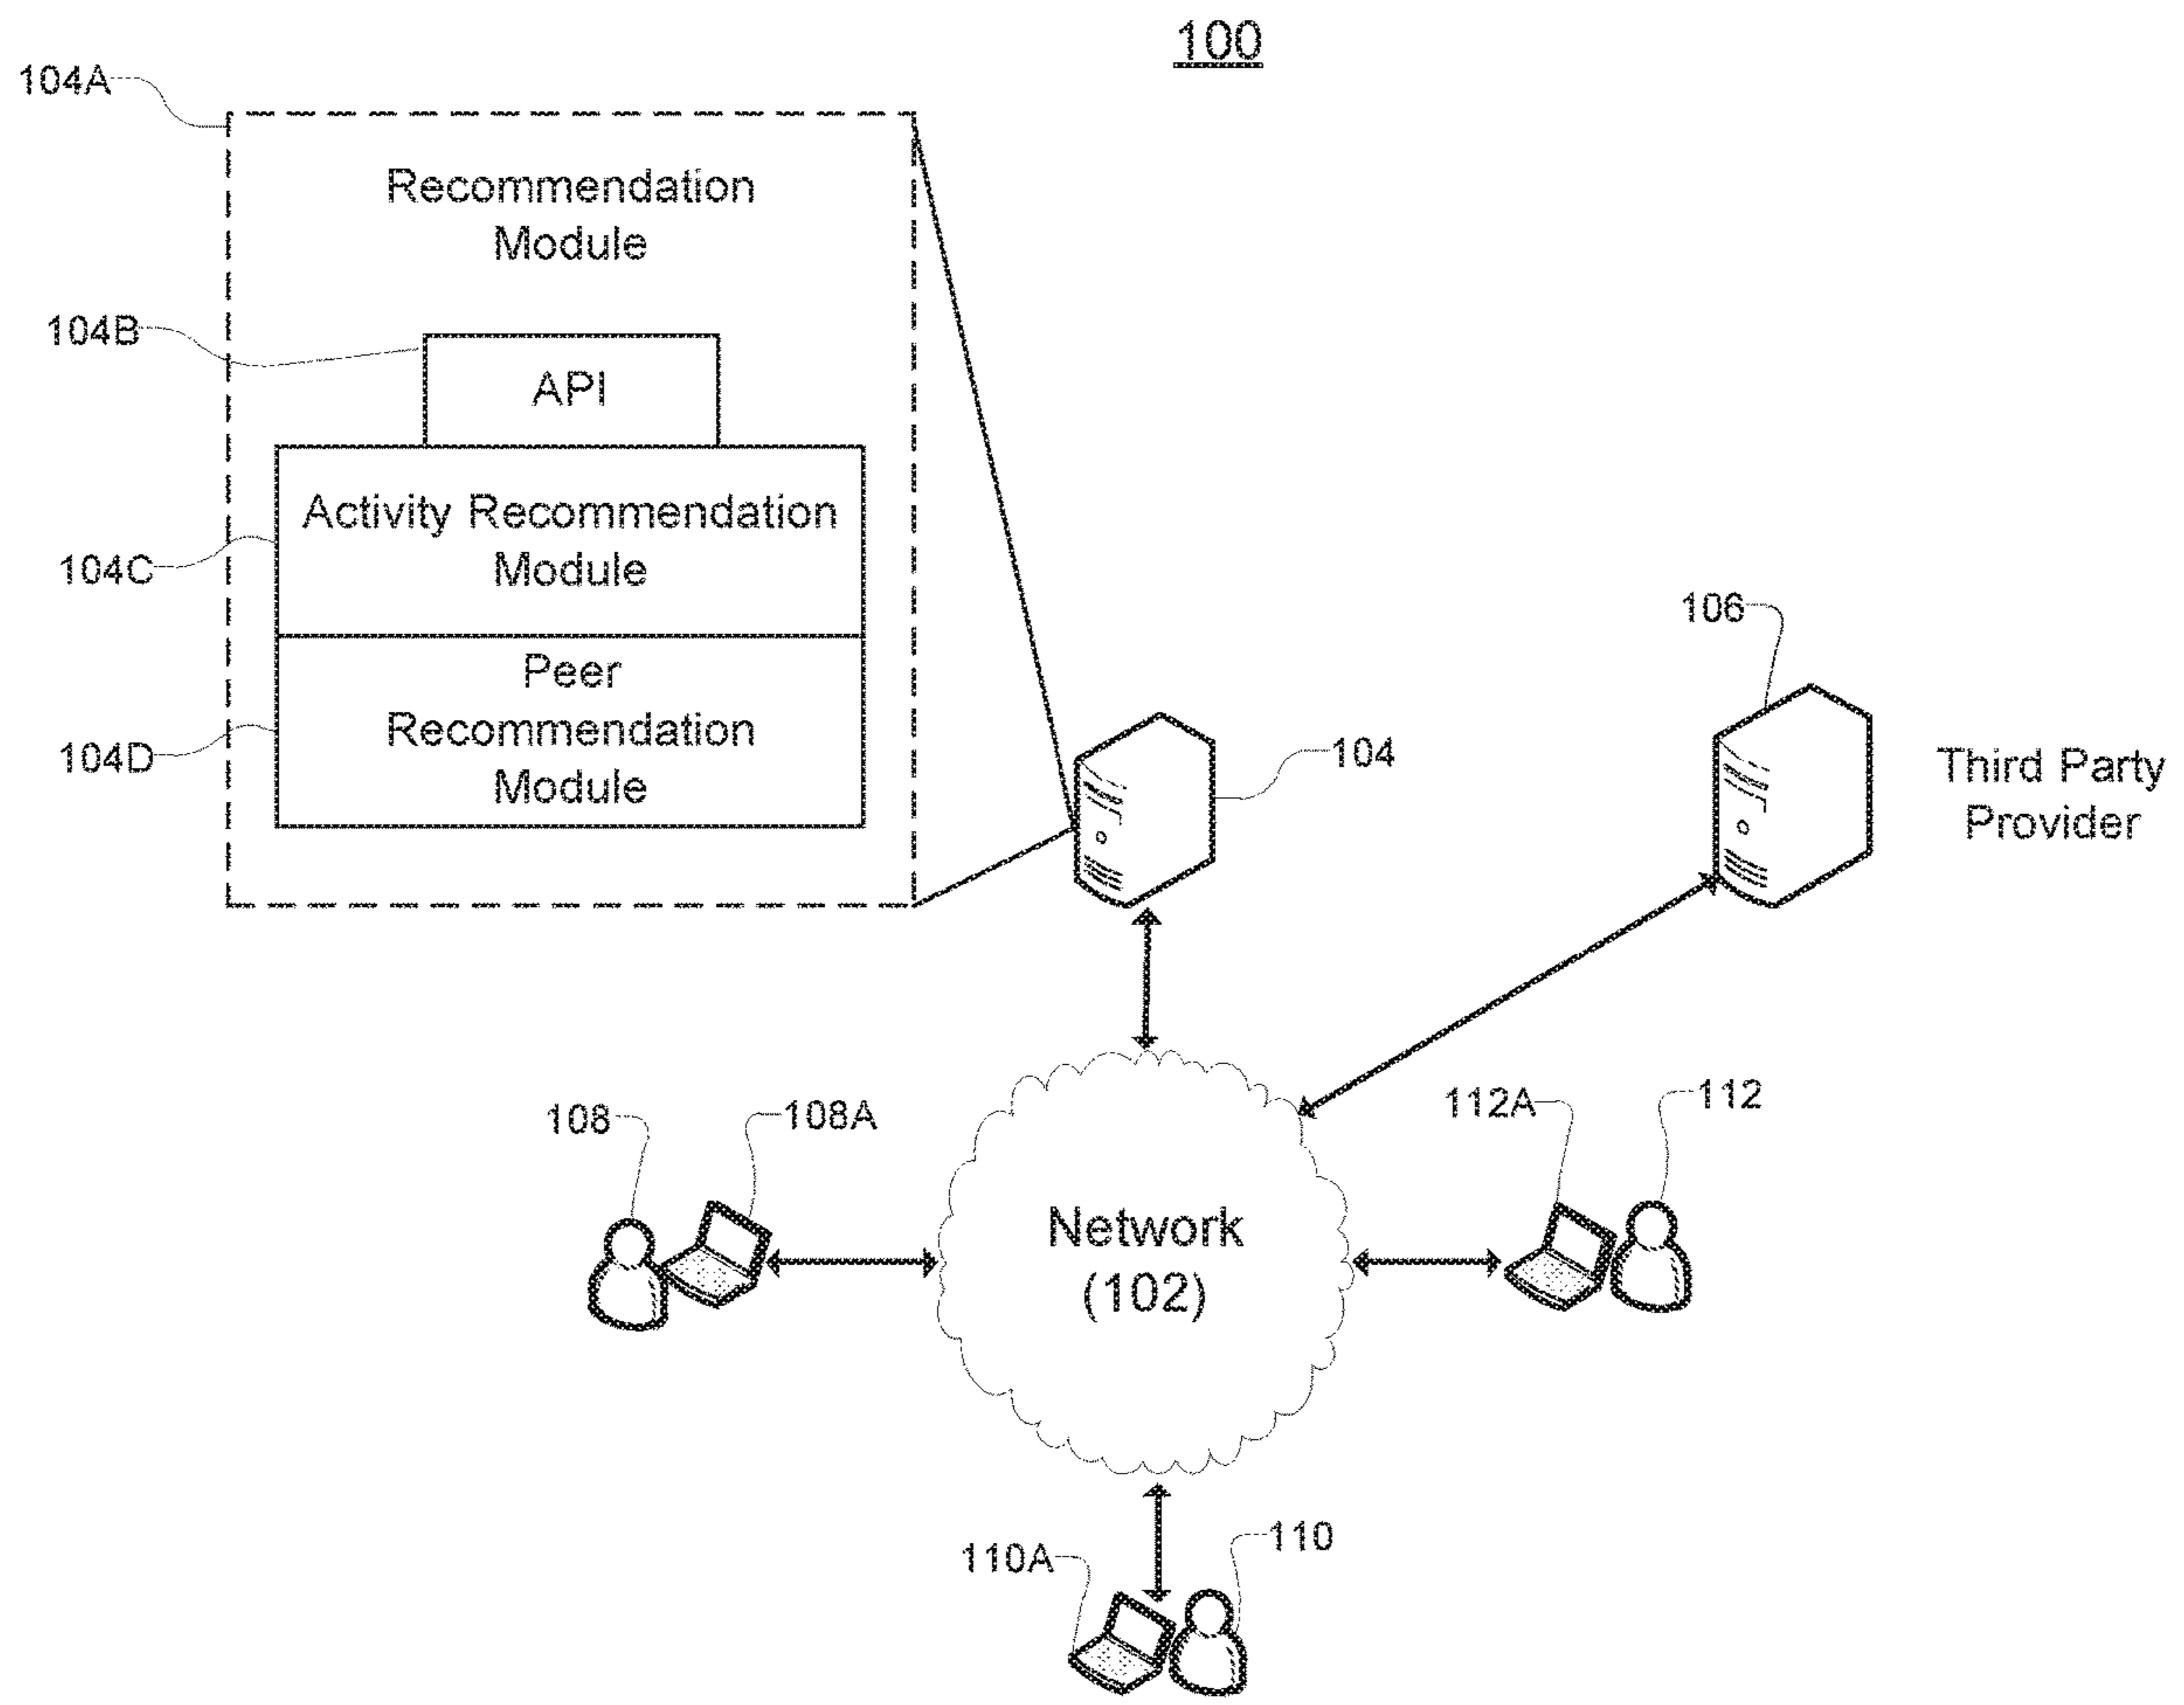 100
104A
Recommendation
Module
104B
API
Activity Recommendation
Module
104C
Peer
Recommendation
Module
104D
104
106
Third Party
Provider
108
108A
112A
112
Network
(102)
110A
110